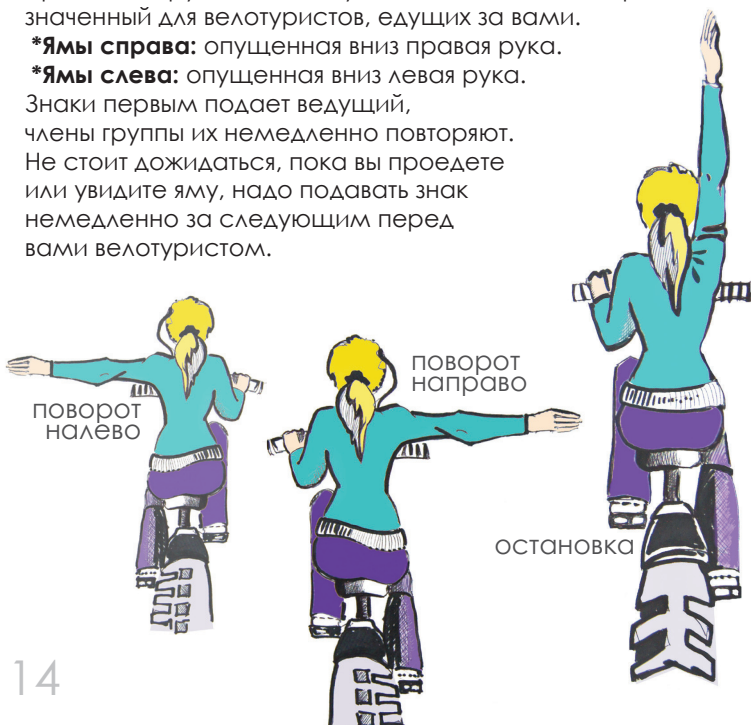 значенный для велотуристов, едущих за вами.
*Ямы справа: опущенная вниз правая рука.
*Ямы слева: опущенная вниз левая рука.
Знаки первым подает ведущий,
члены группы их немедленно повторяют.
Не стоит дожидаться, пока вы проедете
или увидите яму, надо подавать знак
немедленно за следующим перед
вами велотуристом.
поворот
налево
поворот
направо
остановка
14